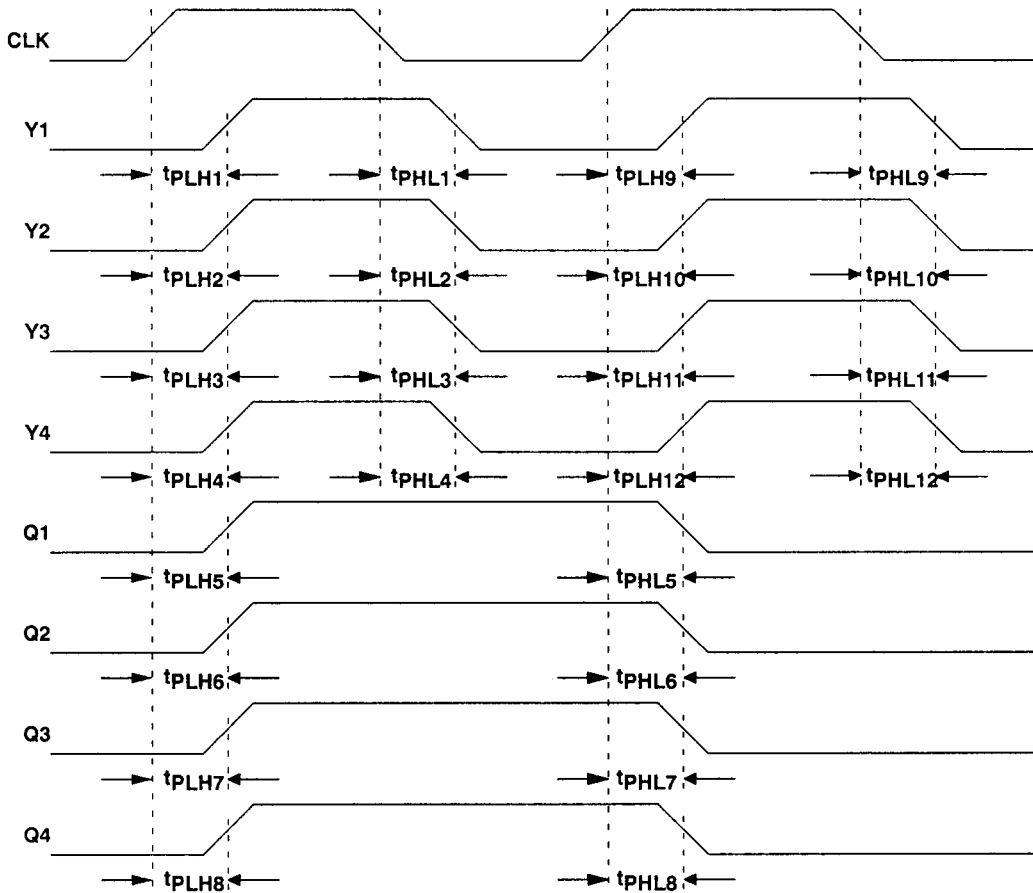 CLK
Y1
tPLH1 tPHL1 tPLH9 tPHL9
Y2
tPLH2 tPHL2 tPLH10 tPHL10
Y3
tPLH3 tPHL3 tPLH11 tPHL11
Y4
tPLH4 tPHL4 tPLH12 tPHL12
Q1
tPLH5 tPHL5
Q2
tPLH6 tPHL6
Q3
tPLH7 tPHL7
Q4
tPLH8 tPHL8